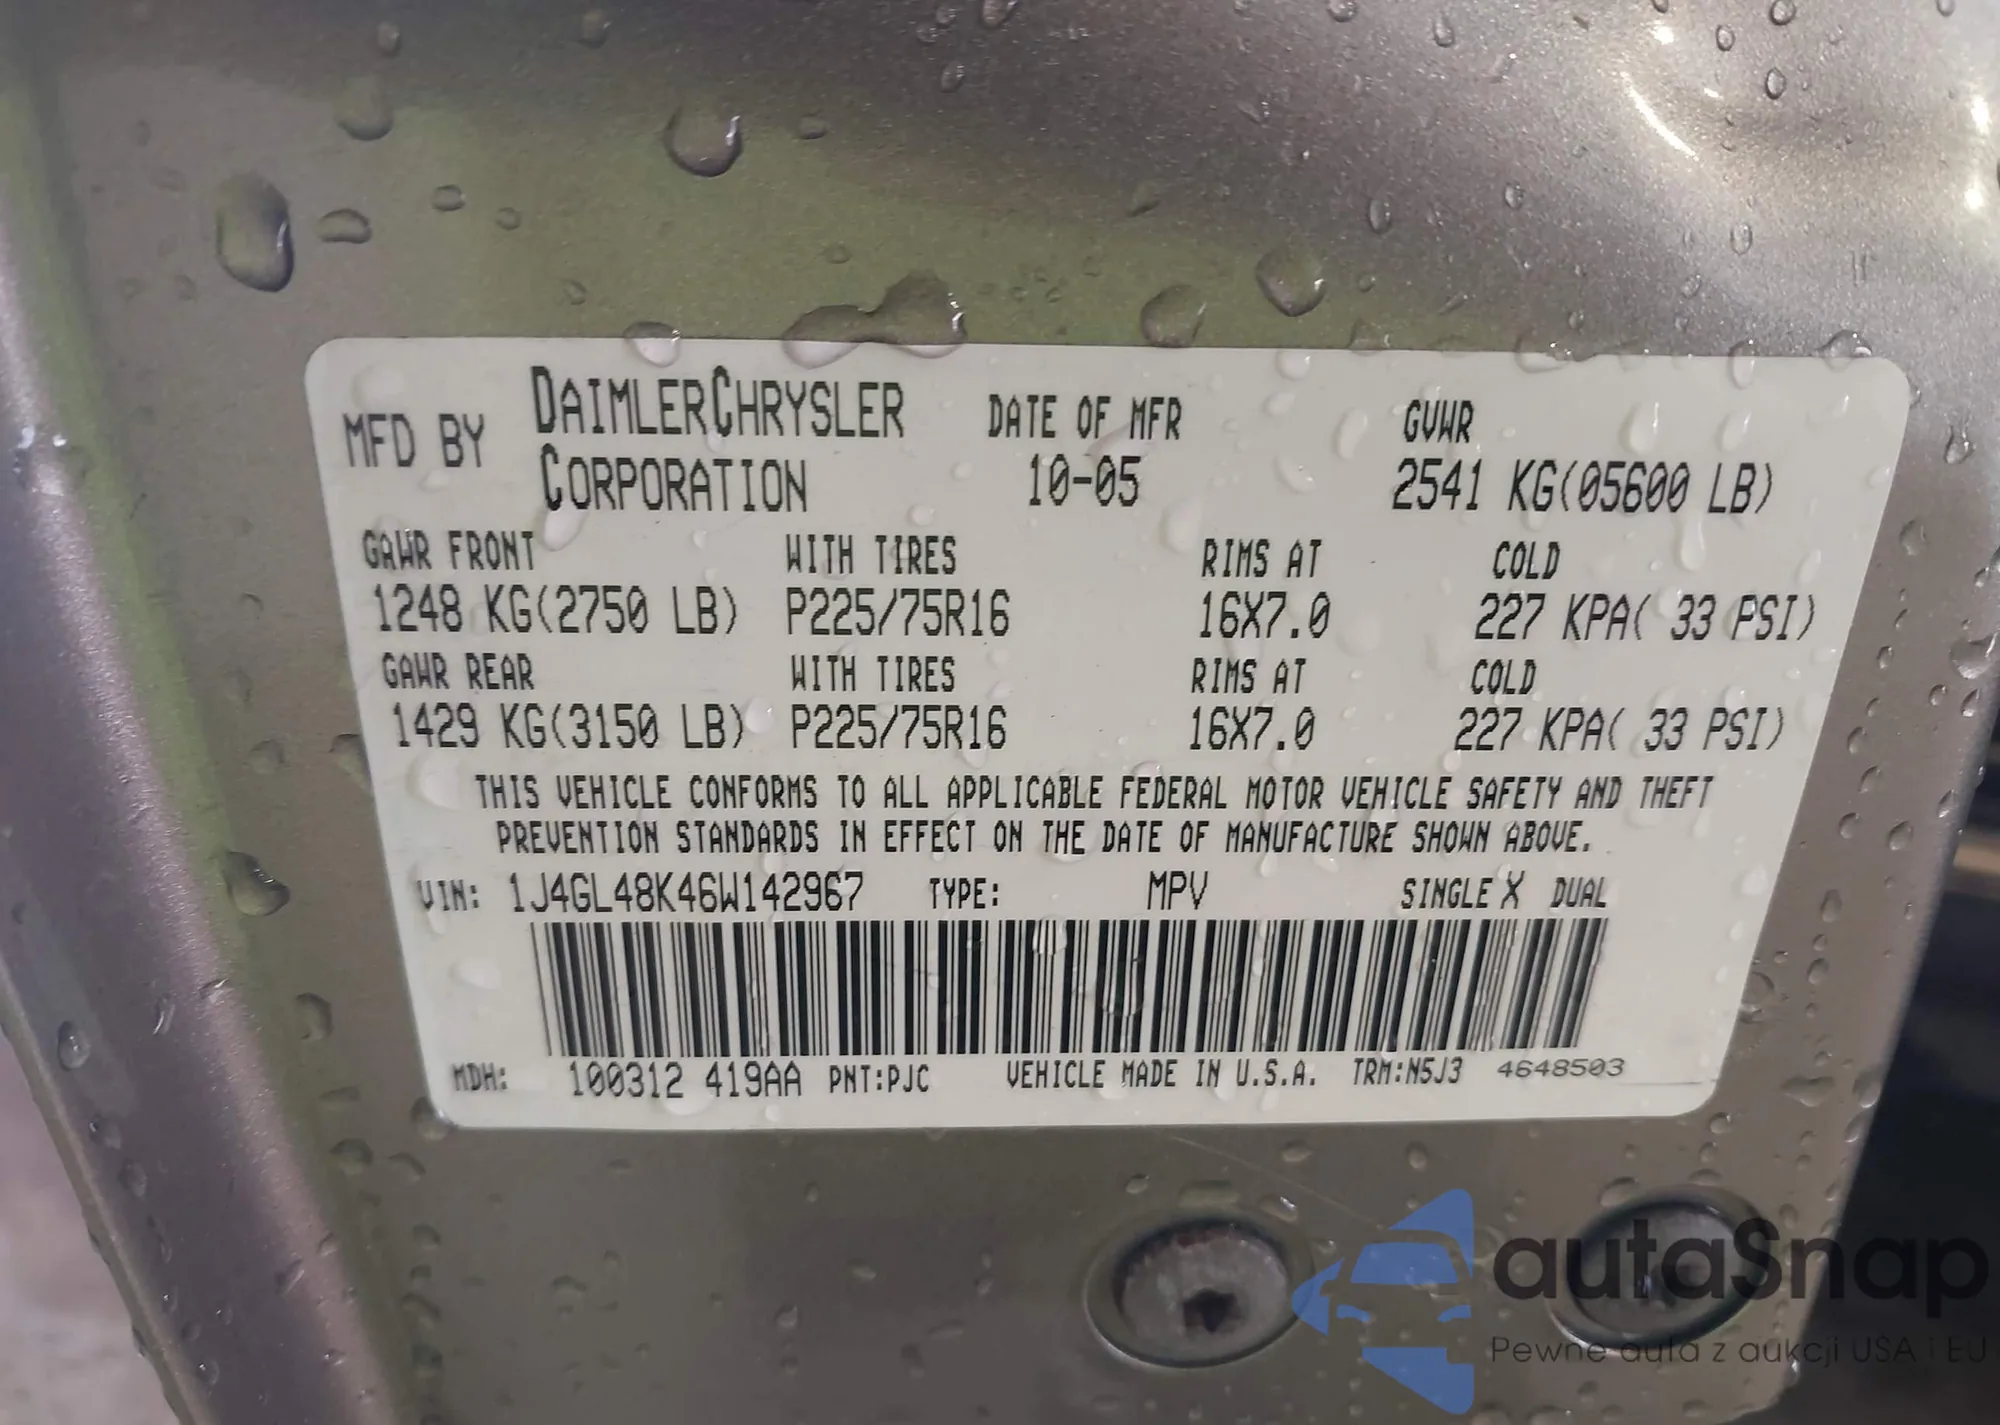 MFD BY DAIMLERCHRYSLER CORPORATION DATE OF MFR 10-05 GVWR 2541 KG(05600 LB)
GAWR FRONT WITH TIRES RIMS AT COLD
1248 KG(2750 LB) P225/75R16 16X7.0 227 KPA( 33 PSI)
GAWR REAR WITH TIRES RIMS AT COLD
1429 KG(3150 LB) P225/75R16 16X7.0 227 KPA( 33 PSI)
THIS VEHICLE CONFORMS TO ALL APPLICABLE FEDERAL MOTOR VEHICLE SAFETY AND THEFT
PREVENTION STANDARDS IN EFFECT ON THE DATE OF MANUFACTURE SHOWN ABOVE.
VIN: 1J4GL48K46W142967 TYPE: MPV SINGLE X DUAL
MDH: 100312 419AA PNT:PJC VEHICLE MADE IN U.S.A. TRM:N5J3 4648503
autaSnap
Pewne auta z aukcji USA i EU